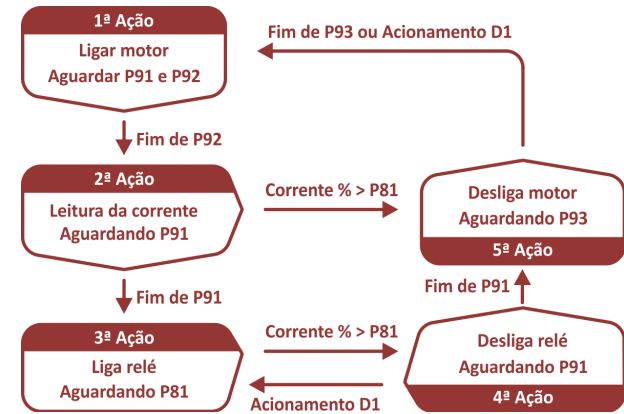 1ª Ação
Ligar motor
Aguardar P91 e P92
Fim de P93 ou Acionamento D1
Fim de P92
2ª Ação
Leitura da corrente
Aguardando P91
Corrente % > P81
Desliga motor
Aguardando P93
5ª Ação
Fim de P91
Fim de P91
3ª Ação
Liga relé
Aguardando P81
Corrente % > P81
Acionamento D1
Desliga relé
Aguardando P91
4ª Ação